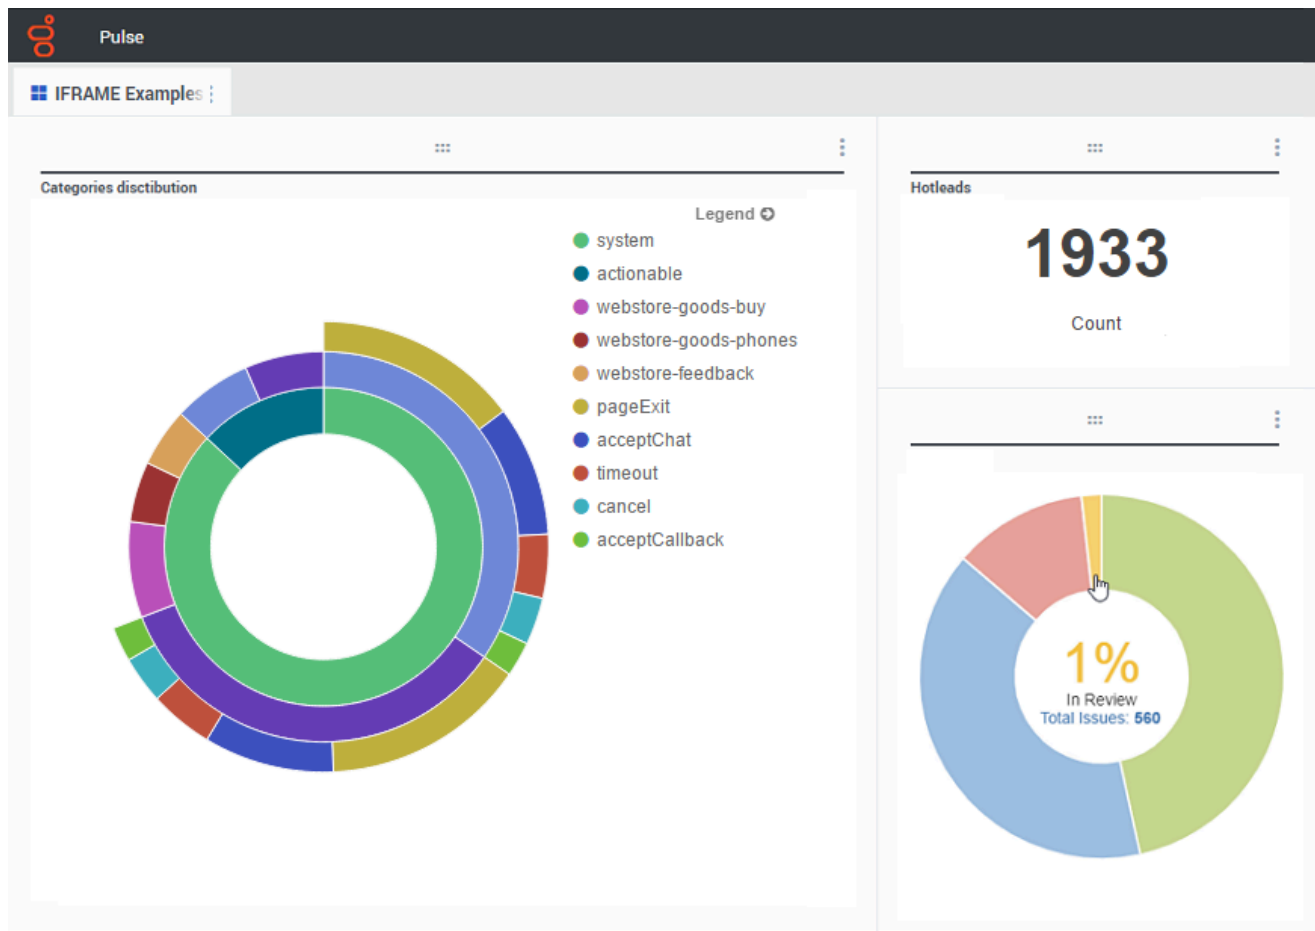 Pulse
IFRAME Examples
Categories disctibution
Legend
system
actionable
webstore-goods-buy
webstore-goods-phones
webstore-feedback
pageExit
acceptChat
timeout
cancel
acceptCallback
Hotleads
1933
Count
1%
In Review
Total Issues: 560